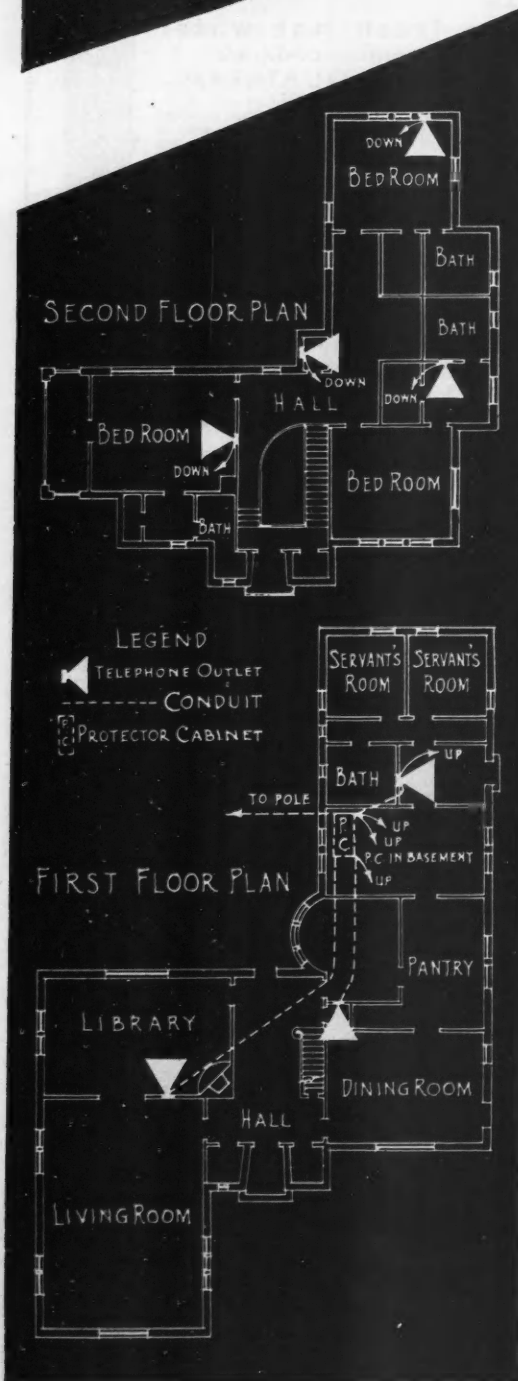 DOWN
BED ROOM
BATH
SECOND FLOOR PLAN
BATH
DOWN
HALL
DOWN
BED ROOM
DOWN
BED ROOM
BATH
LEGEND
TELEPHONE OUTLET
CONDUIT
P.C. PROTECTOR CABINET
SERVANT'S ROOM
SERVANT'S ROOM
UP
BATH
TO POLE
P.C.
UP
UP
P.C IN BASEMENT
UP
FIRST FLOOR PLAN
PANTRY
LIBRARY
DINING ROOM
HALL
LIVING ROOM